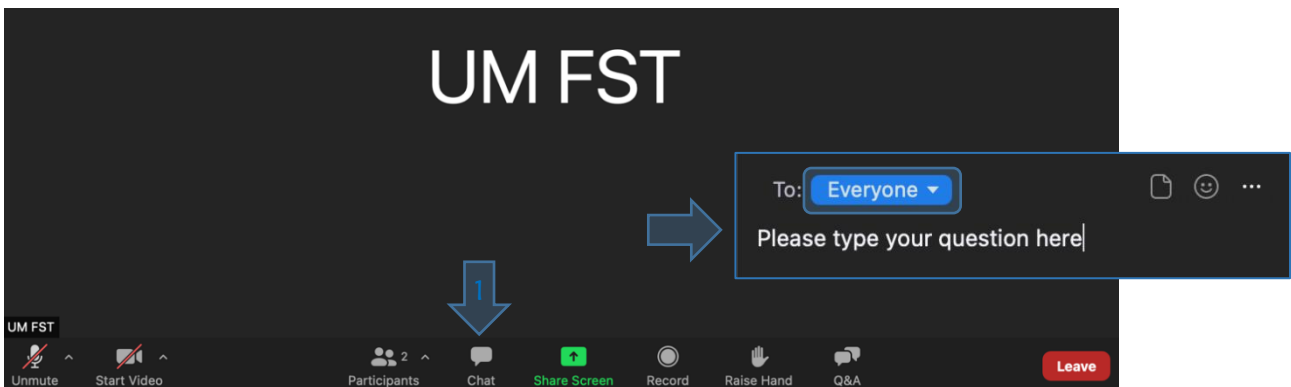 UM FST
To: Everyone
Please type your question here
1
UM FST
Unmute Start Video Participants 2 Chat Share Screen Record Raise Hand Q&A Leave